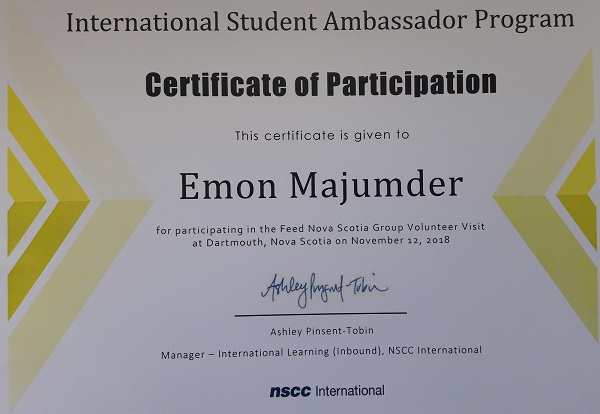 International Student Ambassador Program
Certificate of Participation
This certificate is given to
Emon Majumder
for participating in the Feed Nova Scotia Group Volunteer Visit
at Dartmouth, Nova Scotia on November 12, 2018
Ashley Pinsent-Tobin
Ashley Pinsent-Tobin
Manager – International Learning (Inbound), NSCC International
nscc International